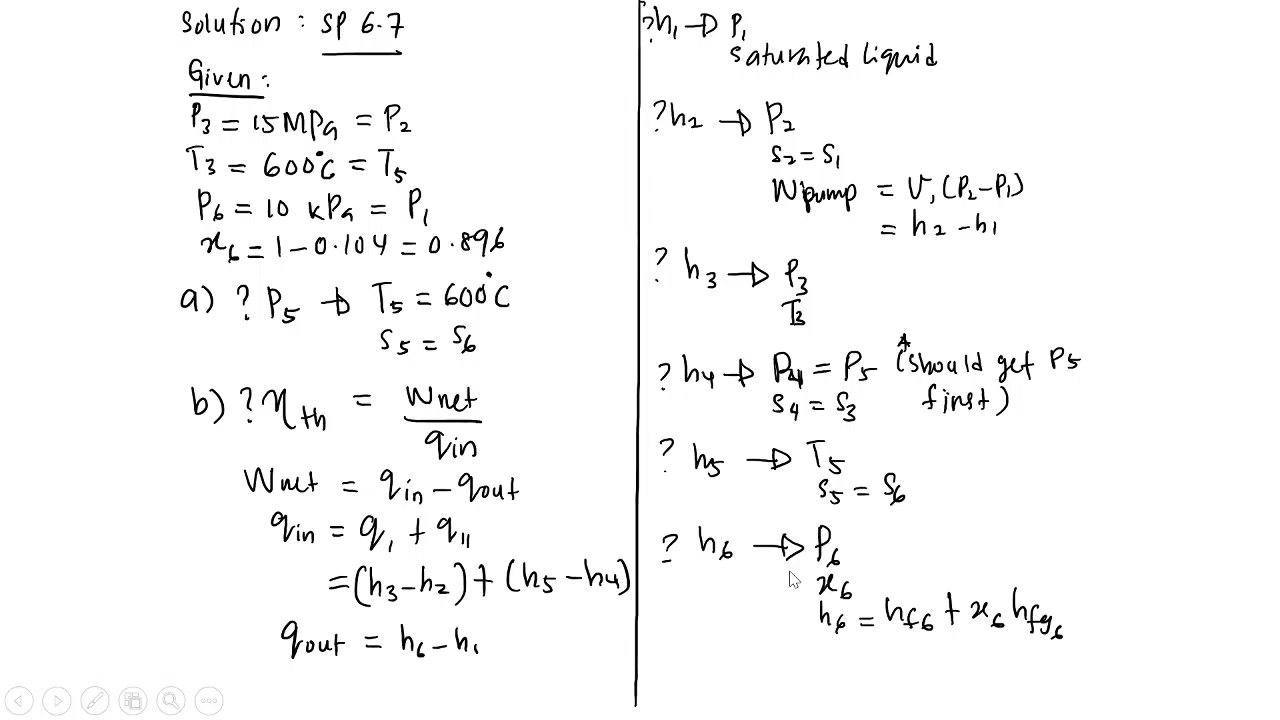 Solution : SP 6.7
Given :
P₃ = 15 MPa = P₂
T₃ = 600°C = T₅
P₆ = 10 kPa = P₁
x₆ = 1 - 0.104 = 0.896
a) ? P₅ → T₅ = 600°C
s₅ = s₆
b) ? ηth = Wnet / qin
Wnet = qin - qout
qin = q₁ + q₁₁
= (h₃ - h₂) + (h₅ - h₄)
qout = h₆ - h₁
? h₁ → P₁
saturated liquid
? h₂ → P₂
s₂ = s₁
Wpump = v₁ (P₂ - P₁)
= h₂ - h₁
? h₃ → P₃
T₃
? h₄ → P₄ = P₅ (should get P₅
s₄ = s₃ first)
? h₅ → T₅
s₅ = s₆
? h₆ → P₆
x₆
h₆ = hf₆ + x₆ hfg₆